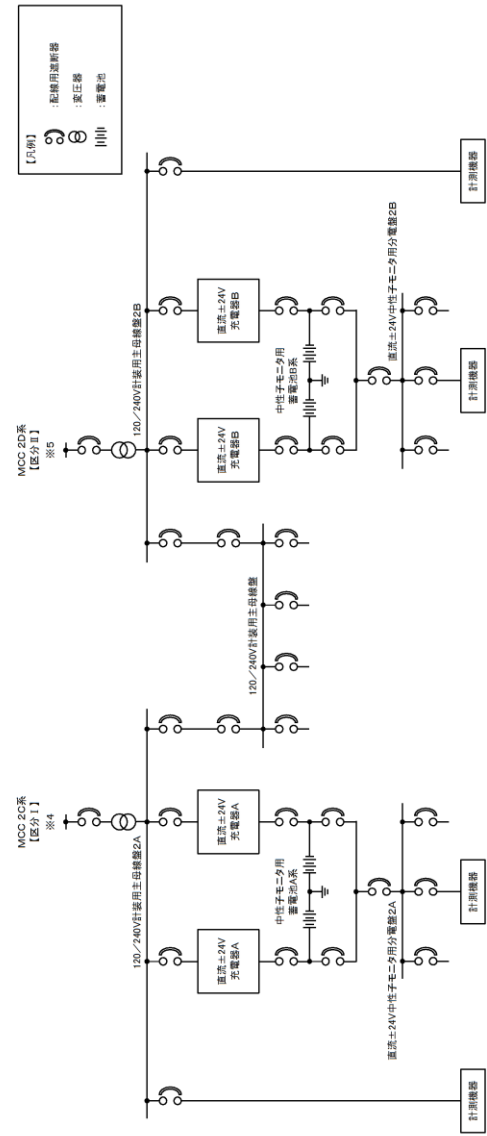 MCC 2C系
【区分Ⅰ】
※4
120／240V計装用主母線盤2A
直流±24V
充電器A
直流±24V
充電器A
中性子モニタ用
蓄電池A系
直流±24V中性子モニタ用分電盤2A
計測機器
計測機器
120／240V計装用主母線盤
MCC 2D系
【区分Ⅱ】
※5
120／240V計装用主母線盤2B
直流±24V
充電器B
直流±24V
充電器B
中性子モニタ用
蓄電池B系
直流±24V中性子モニタ用分電盤2B
計測機器
計測機器
【凡例】
：配線用遮断器
：変圧器
：蓄電池